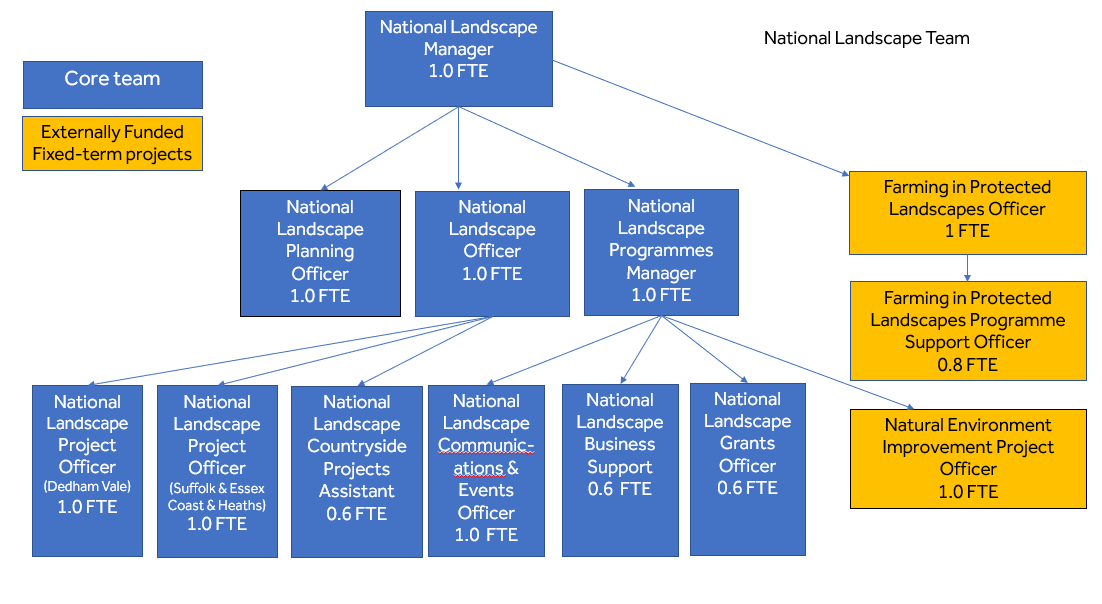 National Landscape
Manager
1.0 FTE
National Landscape Team
Core team
Externally Funded
Fixed-term projects
National
Landscape
Planning
Officer
1.0 FTE
National
Landscape
Officer
1.0 FTE
National
Landscape
Programmes
Manager
1.0 FTE
Farming in Protected
Landscapes Officer
1 FTE
Farming in Protected
Landscapes Programme
Support Officer
0.8 FTE
National
Landscape
Project
Officer
(Dedham Vale)
1.0 FTE
National
Landscape
Project
Officer
(Suffolk & Essex
Coast & Heaths)
1.0 FTE
National
Landscape
Countryside
Projects
Assistant
0.6 FTE
National
Landscape
Communic-
ations &
Events
Officer
1.0 FTE
National
Landscape
Business
Support
0.6 FTE
National
Landscape
Grants
Officer
0.6 FTE
Natural Environment
Improvement Project
Officer
1.0 FTE